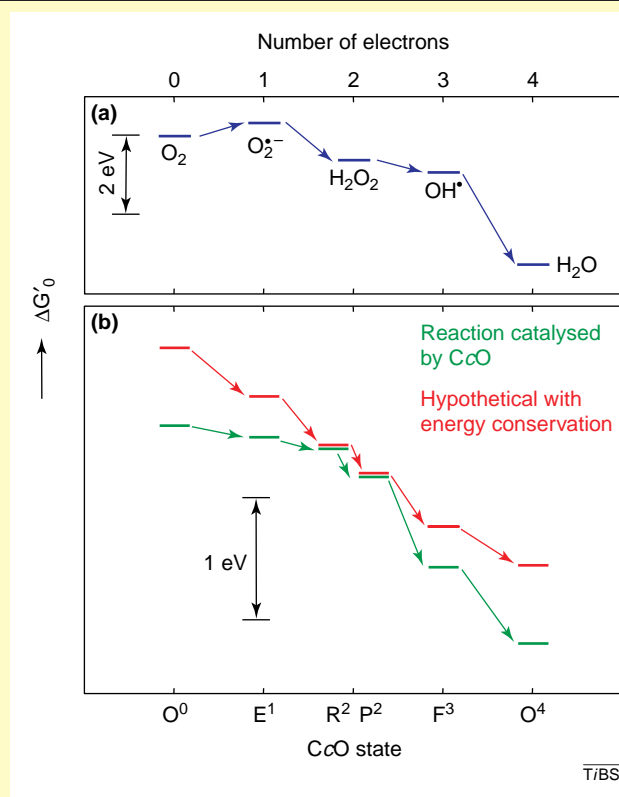 Number of electrons
0 1 2 3 4
(a)
2 eV
O₂
O₂•−
H₂O₂
OH•
H₂O
ΔG′₀
(b)
Reaction catalysed
by CcO
Hypothetical with
energy conservation
1 eV
O⁰ E¹ R² P² F³ O⁴
CcO state
TiBS